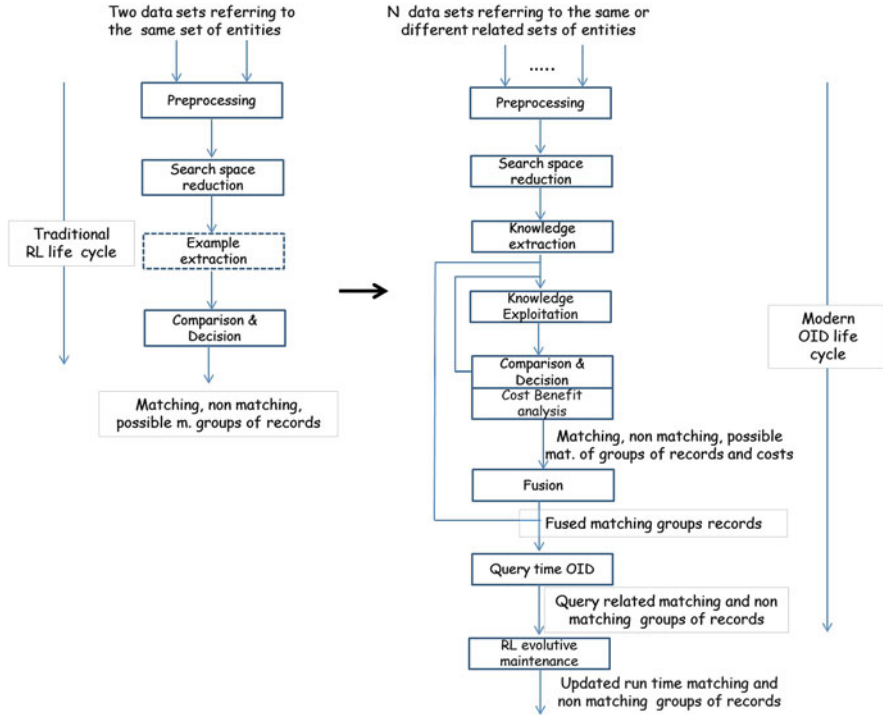 Two data sets referring to
the same set of entities
Preprocessing
Search space
reduction
Traditional
RL life cycle
Example
extraction
Comparison &
Decision
Matching, non matching,
possible m. groups of records
N data sets referring to the same or
different related sets of entities
.....
Preprocessing
Search space
reduction
Knowledge
extraction
Knowledge
Exploitation
Comparison &
Decision
Cost Benefit
analysis
Matching, non matching, possible
mat. of groups of records and costs
Fusion
Fused matching groups records
Query time OID
Query related matching and non
matching groups of records
RL evolutive
maintenance
Updated run time matching and
non matching groups of records
Modern
OID life
cycle